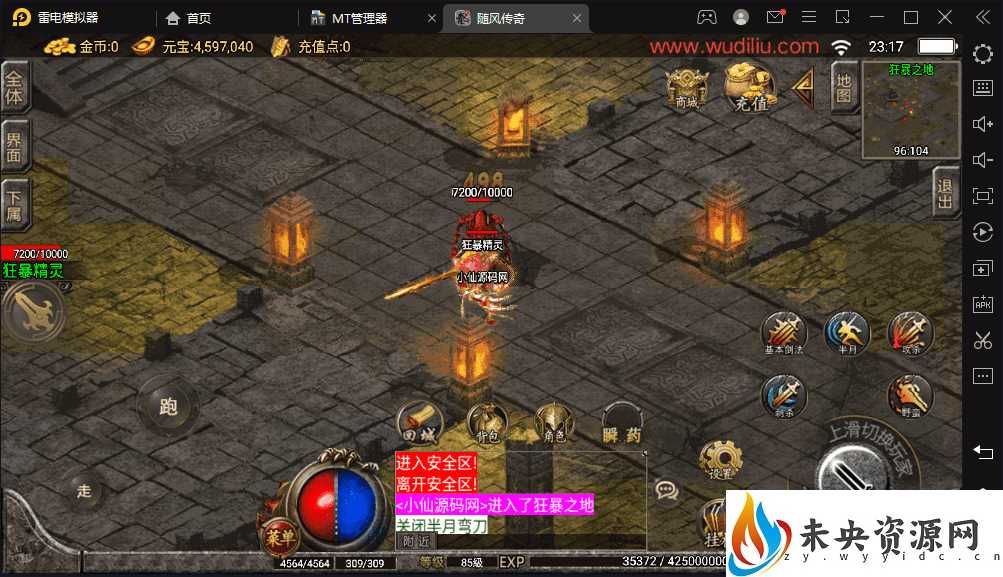 雷电模拟器
首页
MT管理器
随风传奇
金币:0
元宝:4,597,040
充值点:0
www.wudiliu.com
23:17
全体
界面
下属
商城
充值
地图
狂暴之地
96:104
退出
498
7200/10000
狂暴精灵
小仙源码网
7200/10000
狂暴精灵
基本剑法
半月
攻杀
刺杀
野蛮
跑
走
回城
背包
角色
瞬药
设置
上滑切换玩家
APK
进入安全区!
离开安全区!
<小仙源码网>进入了狂暴之地
关闭半月弯刀
附近
菜单
4564/4564
309/309
等级
85級
EXP
35372 / 42500000
未央资源网
zy.wyyidc.cn